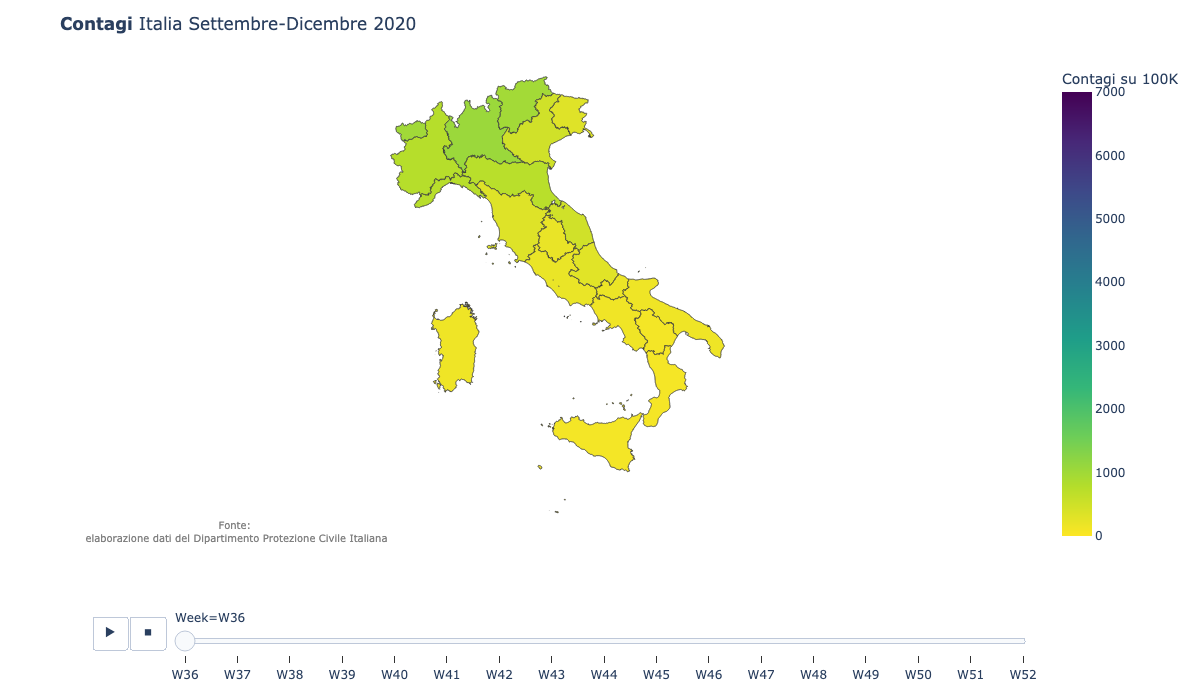 Contagi Italia Settembre-Dicembre 2020
Contagi su 100K
7000
6000
5000
4000
3000
2000
1000
0
Fonte:
elaborazione dati del Dipartimento Protezione Civile Italiana
Week=W36
W36 W37 W38 W39 W40 W41 W42 W43 W44 W45 W46 W47 W48 W49 W50 W51 W52